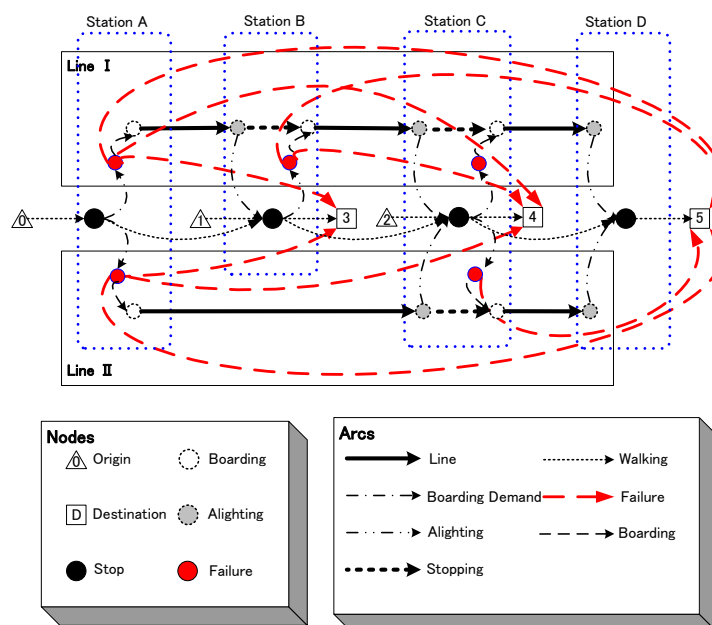 Station A Station B Station C Station D
Line Ⅰ
0 1 3 2 4 5
Line Ⅱ
Nodes
0 Origin Boarding
D Destination Alighting
Stop Failure
Arcs
Line Walking
Boarding Demand Failure
Alighting Boarding
Stopping